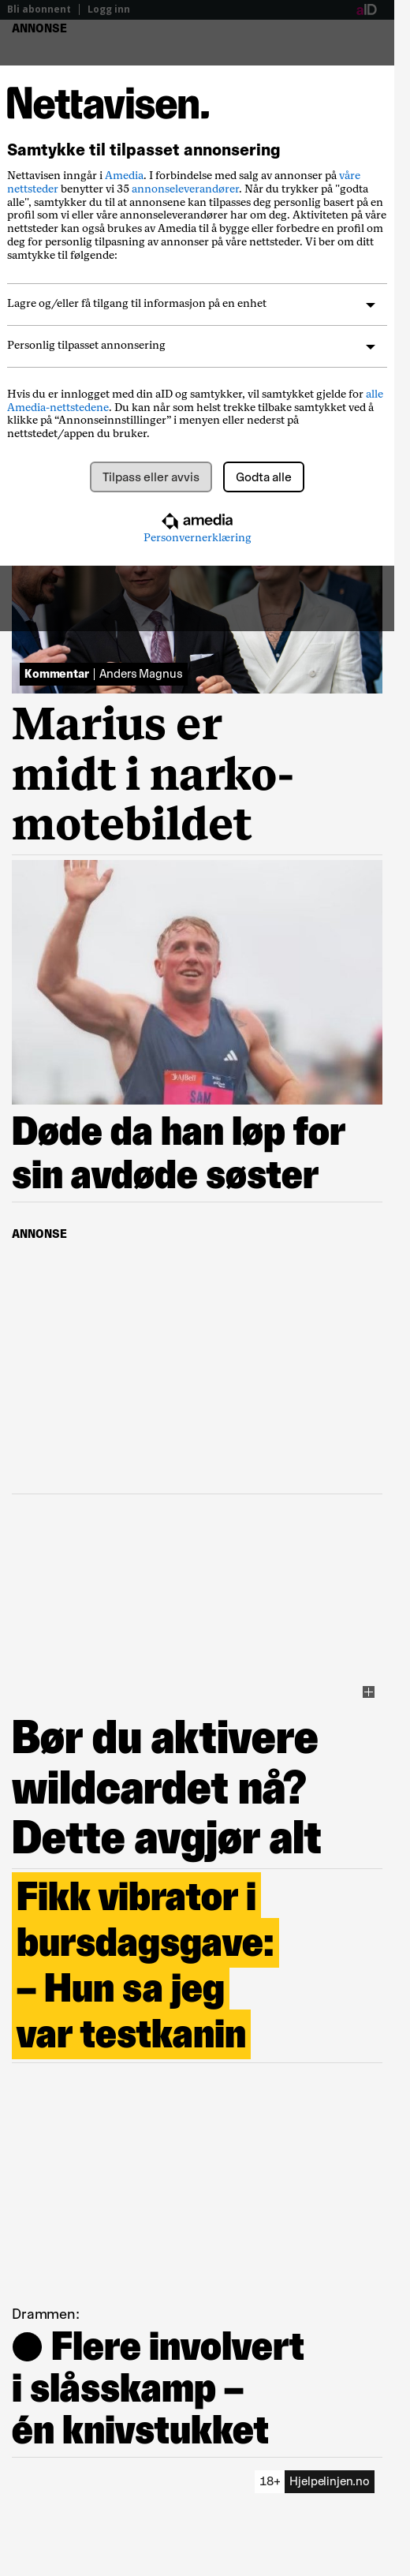 Bli abonnent | Logg inn
aID
ANNONSE
Nettavisen.
Samtykke til tilpasset annonsering
Nettavisen inngår i Amedia. I forbindelse med salg av annonser på våre
nettsteder benytter vi 35 annonseleverandører. Når du trykker på "godta
alle", samtykker du til at annonsene kan tilpasses deg personlig basert på en
profil som vi eller våre annonseleverandører har om deg. Aktiviteten på våre
nettsteder kan også brukes av Amedia til å bygge eller forbedre en profil om
deg for personlig tilpasning av annonser på våre nettsteder. Vi ber om ditt
samtykke til følgende:
Lagre og/eller få tilgang til informasjon på en enhet
Personlig tilpasset annonsering
Hvis du er innlogget med din aID og samtykker, vil samtykket gjelde for alle
Amedia-nettstedene. Du kan når som helst trekke tilbake samtykket ved å
klikke på “Annonseinnstillinger” i menyen eller nederst på
nettstedet/appen du bruker.
Tilpass eller avvis
Godta alle
amedia
Personvernerklæring
Kommentar | Anders Magnus
Marius er
midt i narko-
motebildet
SAM
Døde da han løp for
sin avdøde søster
ANNONSE
Bør du aktivere
wildcardet nå?
Dette avgjør alt
Fikk vibrator i
bursdagsgave:
– Hun sa jeg
var testkanin
Drammen:
● Flere involvert
i slåsskamp –
én knivstukket
18+ Hjelpelinjen.no